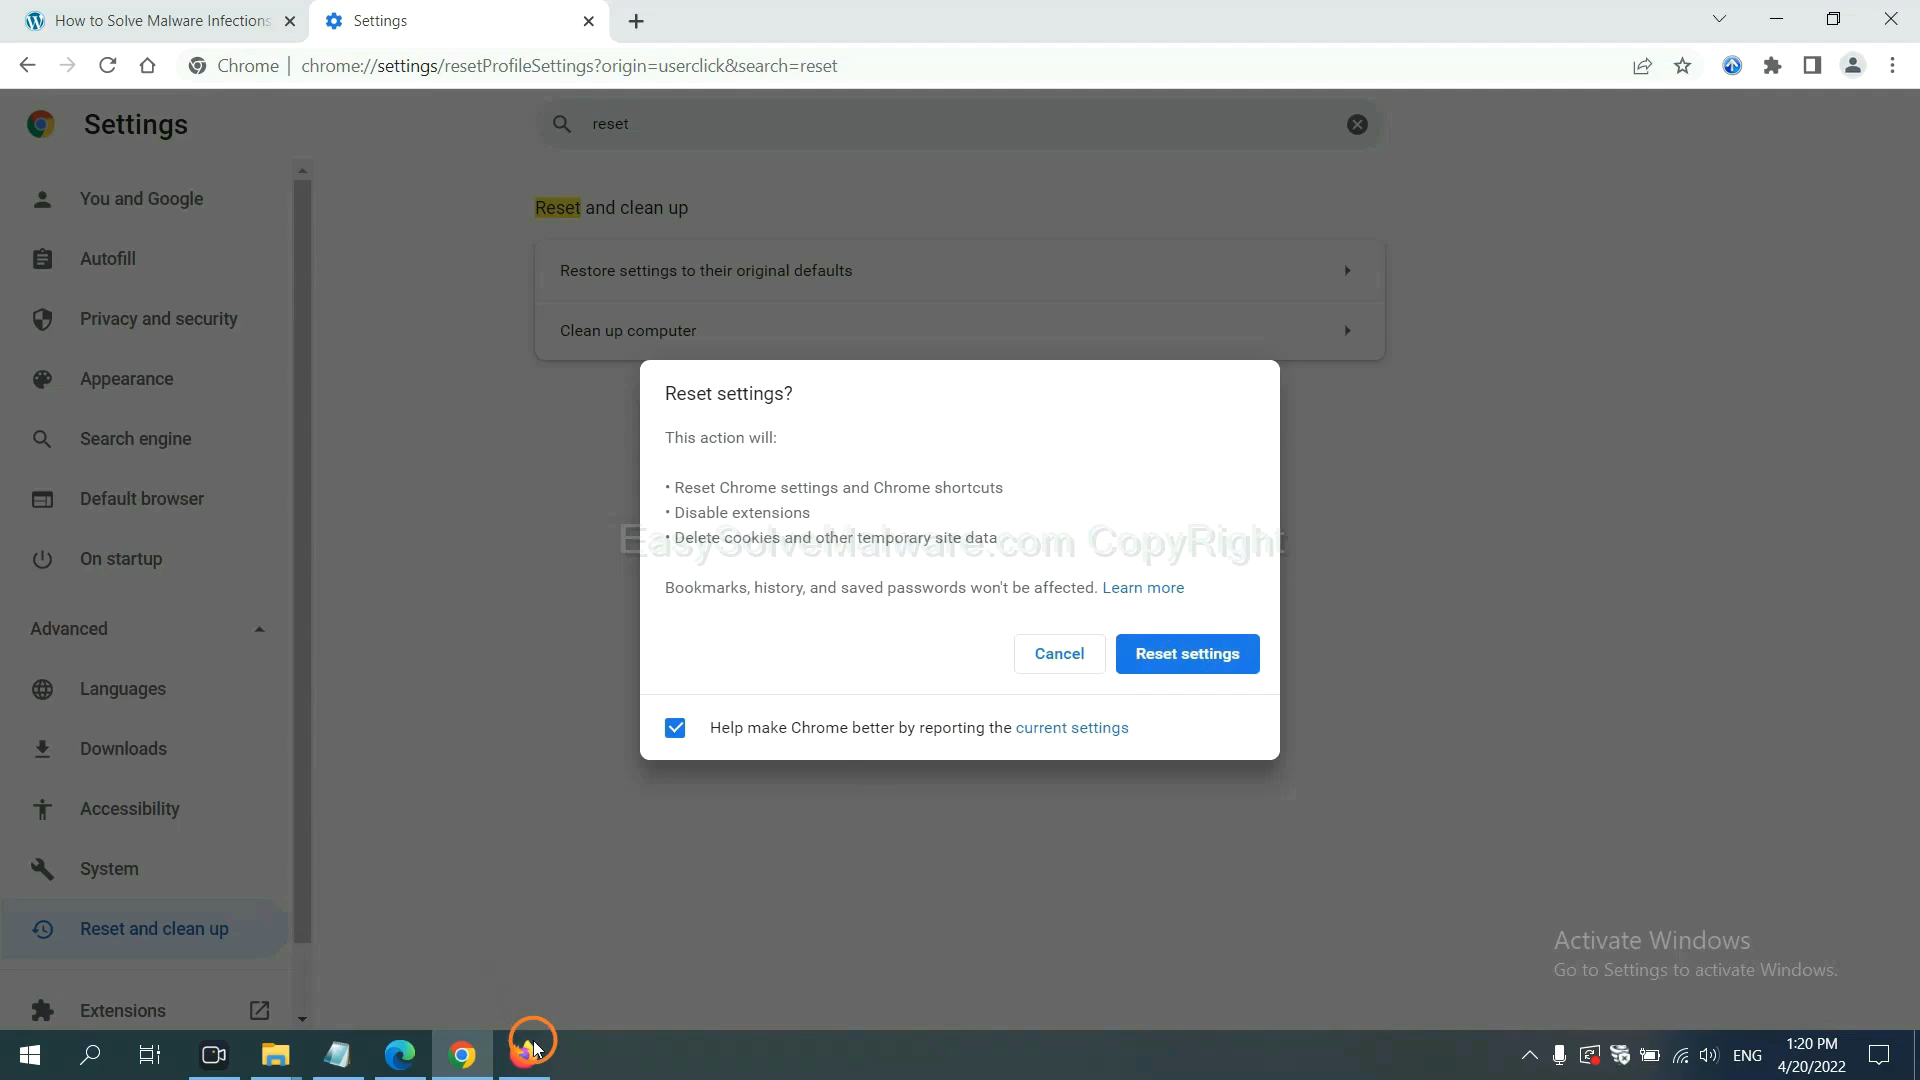 How to Solve Malware Infections
Settings
Chrome | chrome://settings/resetProfileSettings?origin=userclick&search=reset
Settings
reset
You and Google
Autofill
Privacy and security
Appearance
Search engine
Default browser
On startup
Advanced
Languages
Downloads
Accessibility
System
Reset and clean up
Extensions
Reset and clean up
Restore settings to their original defaults
Clean up computer
Reset settings?
This action will:
• Reset Chrome settings and Chrome shortcuts
• Disable extensions
• Delete cookies and other temporary site data
EasySolveMalware.com CopyRight
Bookmarks, history, and saved passwords won't be affected. Learn more
Cancel
Reset settings
Help make Chrome better by reporting the current settings
Activate Windows
Go to Settings to activate Windows.
ENG
1:20 PM
4/20/2022